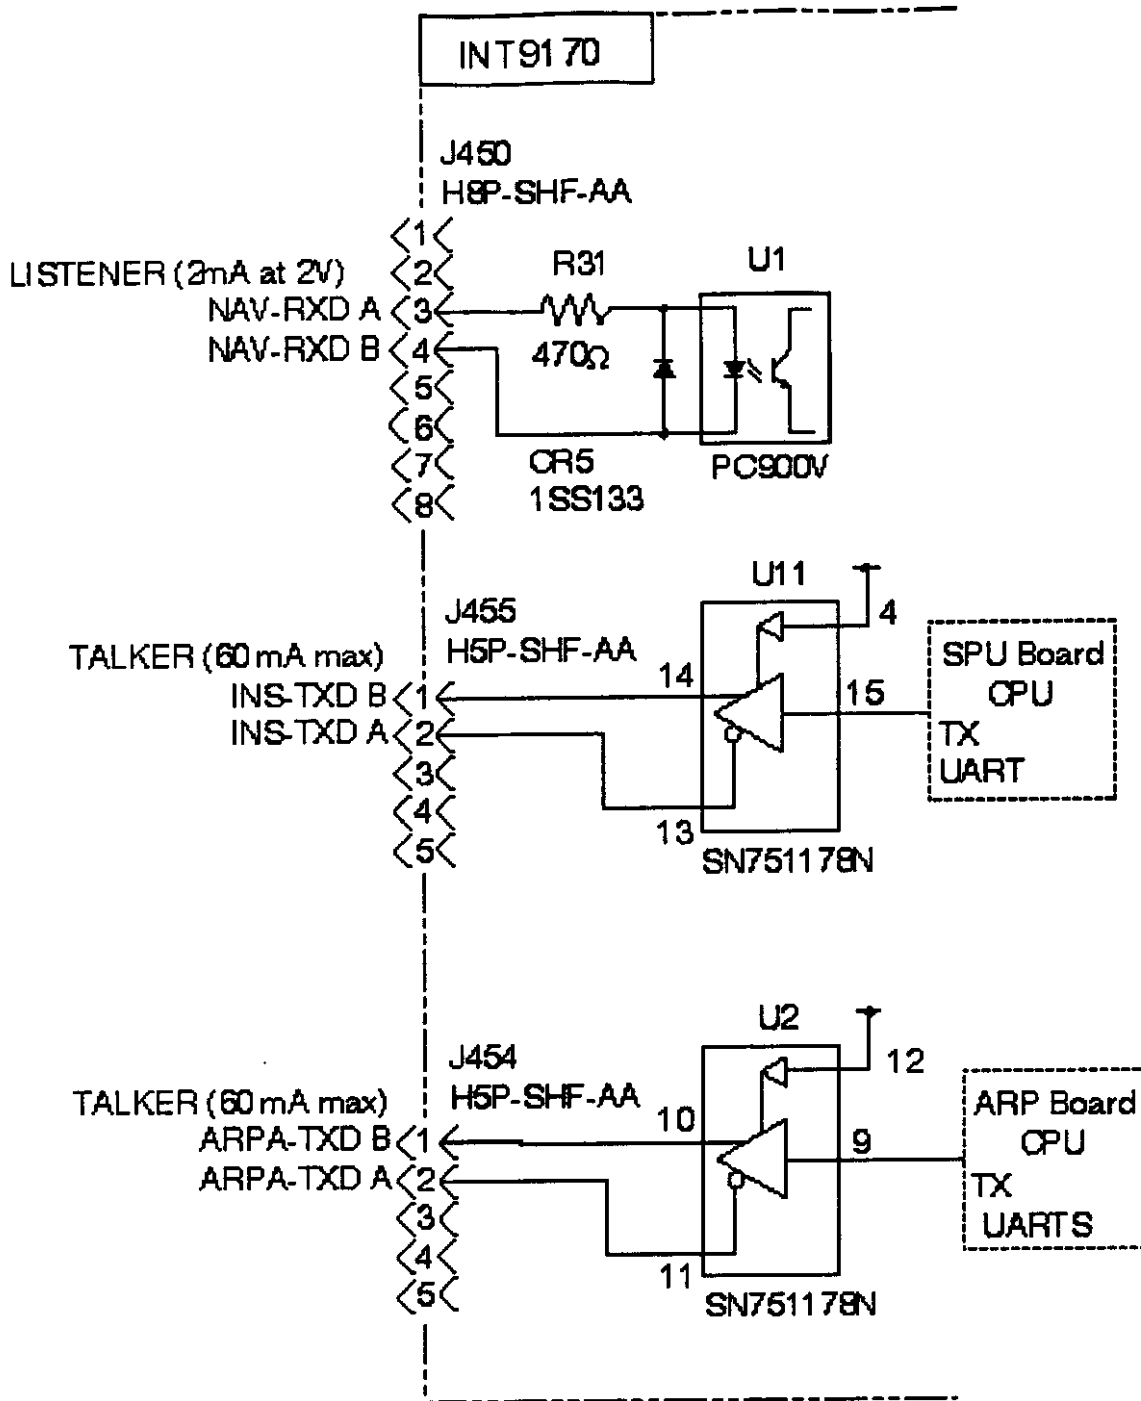 INT9170
J450
H8P-SHF-AA
1
LISTENER (2mA at 2V)
2
R31
U1
NAV-RXD A
3
NAV-RXD B
4
470Ω
5
6
7
CR5
PC900V
8
1SS133
U11
J455
4
H5P-SHF-AA
TALKER (60 mA max)
SPU Board
CPU
14
15
INS-TXD B
1
INS-TXD A
2
TX
UART
3
4
13
5
SN751178N
U2
J454
12
H5P-SHF-AA
TALKER (60 mA max)
ARP Board
CPU
10
9
ARPA-TXD B
1
ARPA-TXD A
2
TX
UARTS
3
4
11
5
SN751178N